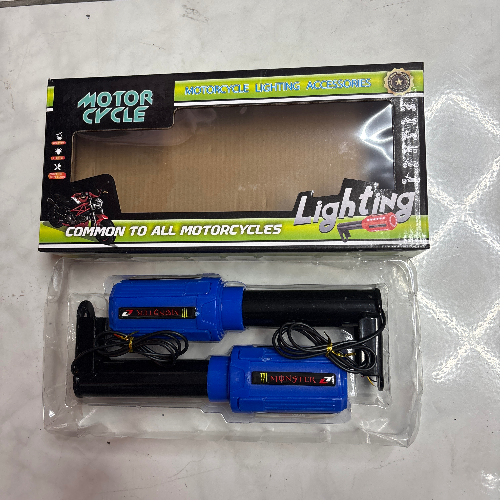 MOTOR
CYCLE
MOTORCYCLE LIGHTING ACCESSORIES
Lighting
COMMON TO ALL MOTORCYCLES
MONSTER
MONSTER